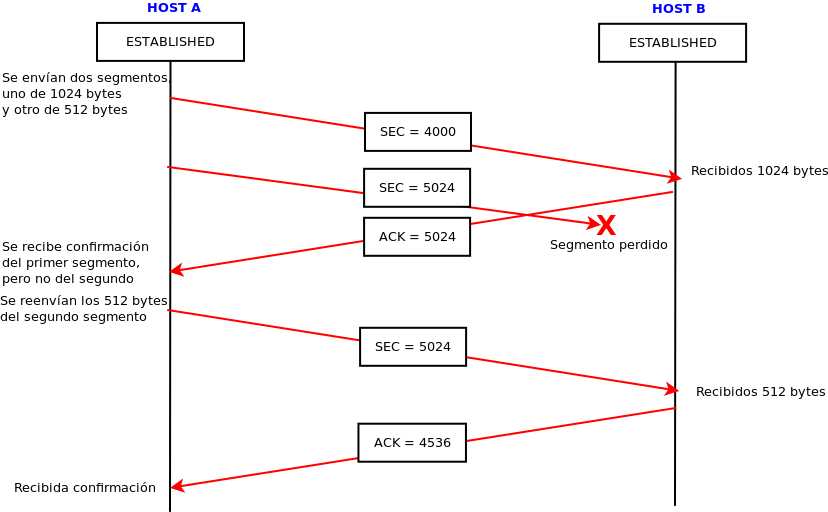 HOST A
HOST B
ESTABLISHED
ESTABLISHED
Se envían dos segmentos,
uno de 1024 bytes
y otro de 512 bytes
SEC = 4000
Recibidos 1024 bytes
SEC = 5024
X
ACK = 5024
Segmento perdido
Se recibe confirmación
del primer segmento,
pero no del segundo
Se reenvían los 512 bytes
del segundo segmento
SEC = 5024
Recibidos 512 bytes
ACK = 4536
Recibida confirmación